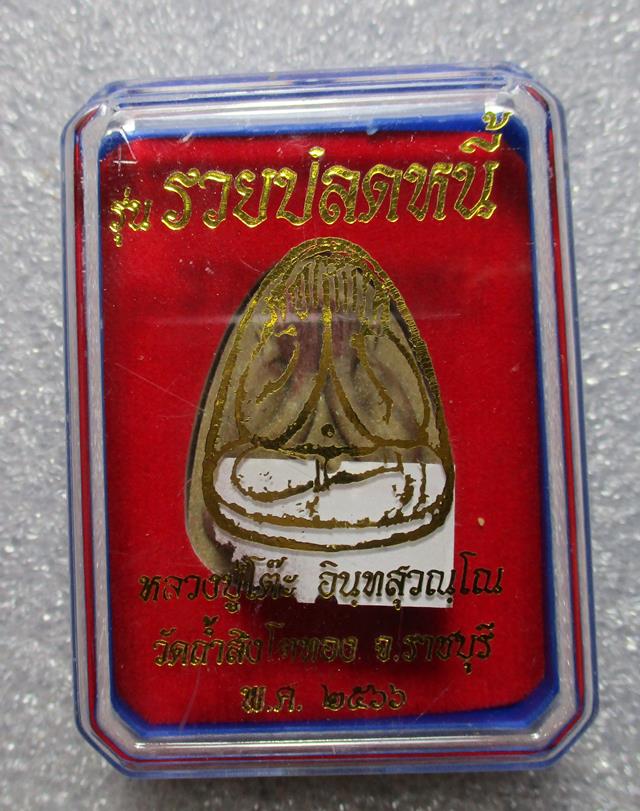 รุ่น รวยปลดหนี้
หลวงปู่โต๊ะ อินฺทสุวณฺโณ
วัดถ้ำสิงโตทอง จ.ราชบุรี
พ.ศ. ๒๕๖๖